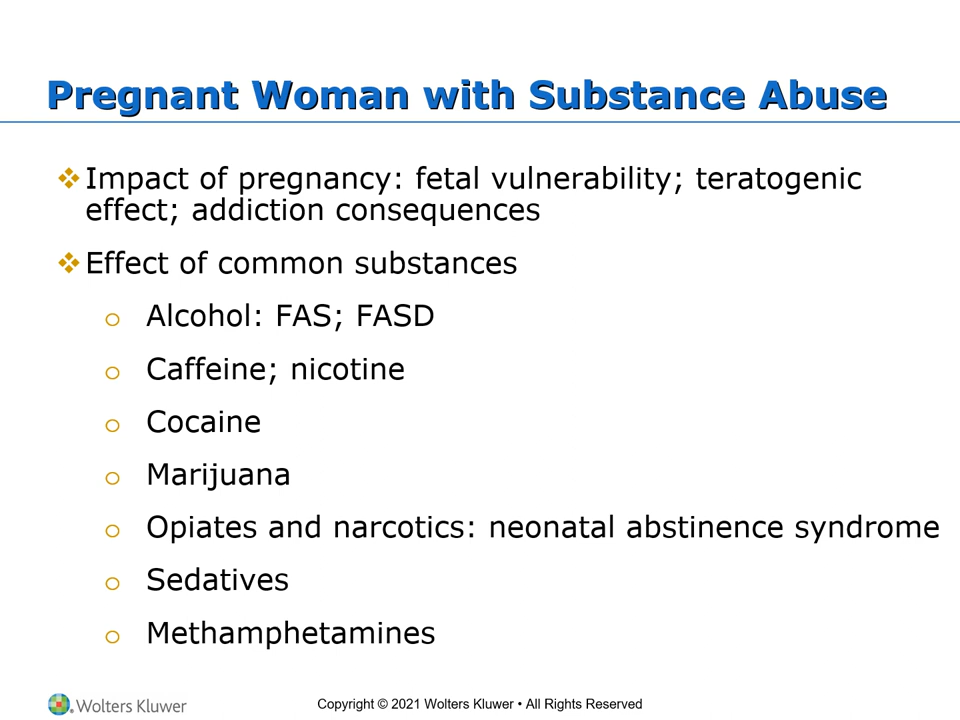 Pregnant Woman with Substance Abuse
❖ Impact of pregnancy: fetal vulnerability; teratogenic
effect; addiction consequences
❖ Effect of common substances
o Alcohol: FAS; FASD
o Caffeine; nicotine
o Cocaine
o Marijuana
o Opiates and narcotics: neonatal abstinence syndrome
o Sedatives
o Methamphetamines
Wolters Kluwer
Copyright © 2021 Wolters Kluwer • All Rights Reserved